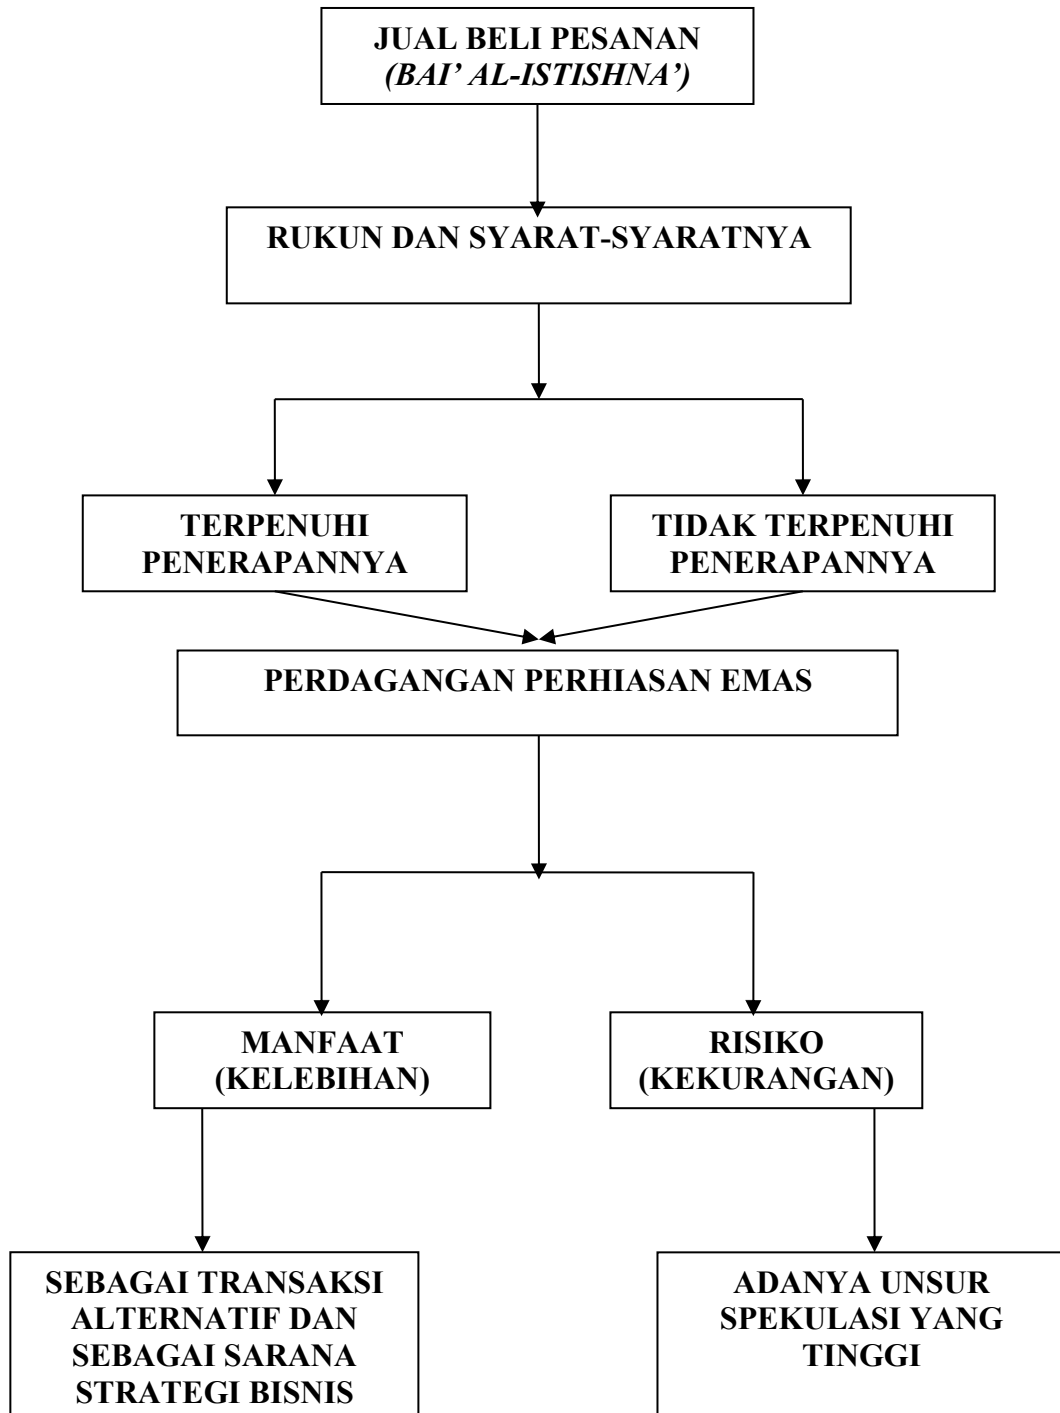 JUAL BELI PESANAN
(BAI’ AL-ISTISHNA’)
RUKUN DAN SYARAT-SYARATNYA
TERPENUHI
PENERAPANNYA
TIDAK TERPENUHI
PENERAPANNYA
PERDAGANGAN PERHIASAN EMAS
MANFAAT
(KELEBIHAN)
RISIKO
(KEKURANGAN)
SEBAGAI TRANSAKSI
ALTERNATIF DAN
SEBAGAI SARANA
STRATEGI BISNIS
ADANYA UNSUR
SPEKULASI YANG
TINGGI